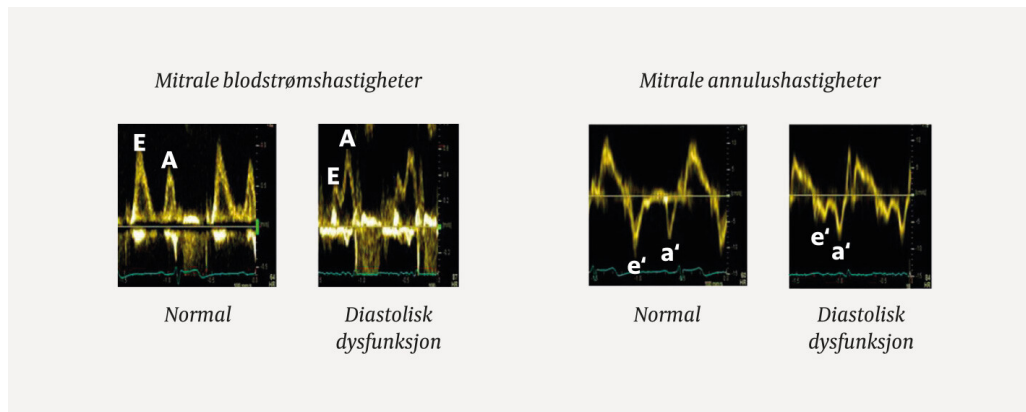 Mitrale blodstrømshastigheter
Mitrale annulushastigheter
E
A
A
E
e‘
a‘
e‘
a‘
Normal
Diastolisk
dysfunksjon
Normal
Diastolisk
dysfunksjon